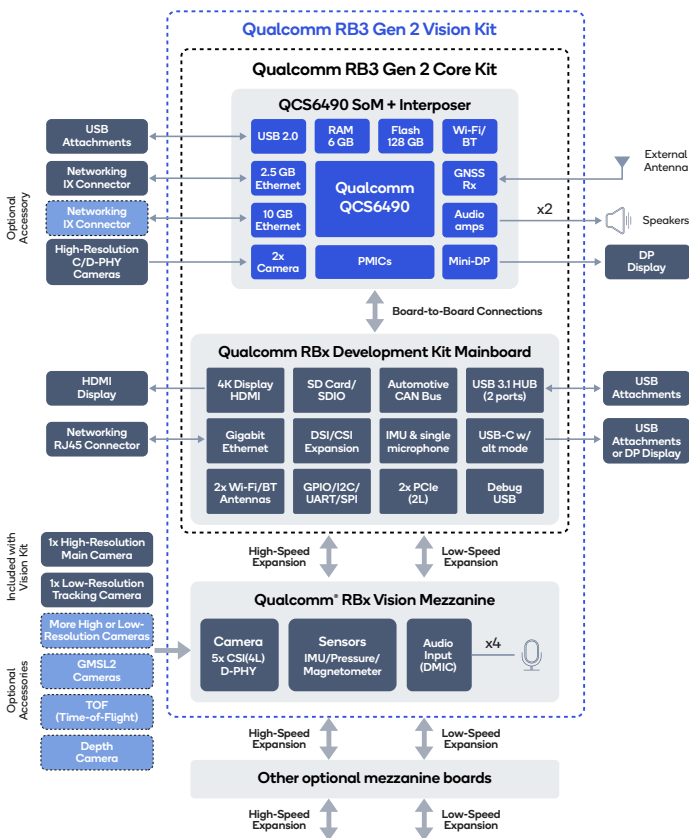 Qualcomm RB3 Gen 2 Vision Kit
Qualcomm RB3 Gen 2 Core Kit
QCS6490 SoM + Interposer
USB
Attachments
USB 2.0
RAM
6 GB
Flash
128 GB
Wi-Fi/
BT
Optional
Accessory
Networking
IX Connector
2.5 GB
Ethernet
Qualcomm
QCS6490
GNSS
Rx
External
Antenna
Networking
IX Connector
10 GB
Ethernet
Audio
amps
x2
Speakers
High-Resolution
C/D-PHY
Cameras
2x
Camera
PMICs
Mini-DP
DP
Display
Board-to-Board Connections
Qualcomm RBx Development Kit Mainboard
HDMI
Display
4K Display
HDMI
SD Card/
SDIO
Automotive
CAN Bus
USB 3.1 HUB
(2 ports)
USB
Attachments
Networking
RJ45 Connector
Gigabit
Ethernet
DSI/CSI
Expansion
IMU & single
microphone
USB-C w/
alt mode
USB
Attachments
or DP Display
2x Wi-Fi/BT
Antennas
GPIO/I2C/
UART/SPI
2x PCIe
(2L)
Debug
USB
High-Speed
Expansion
Low-Speed
Expansion
Included with
Vision Kit
1x High-Resolution
Main Camera
1x Low-Resolution
Tracking Camera
Optional
Accessories
More High or Low-
Resolution Cameras
GMSL2
Cameras
TOF
(Time-of-Flight)
Depth
Camera
Qualcomm® RBx Vision Mezzanine
Camera
5x CSI(4L)
D-PHY
Sensors
IMU/Pressure/
Magnetometer
Audio
Input
(DMIC)
x4
High-Speed
Expansion
Low-Speed
Expansion
Other optional mezzanine boards
High-Speed
Expansion
Low-Speed
Expansion